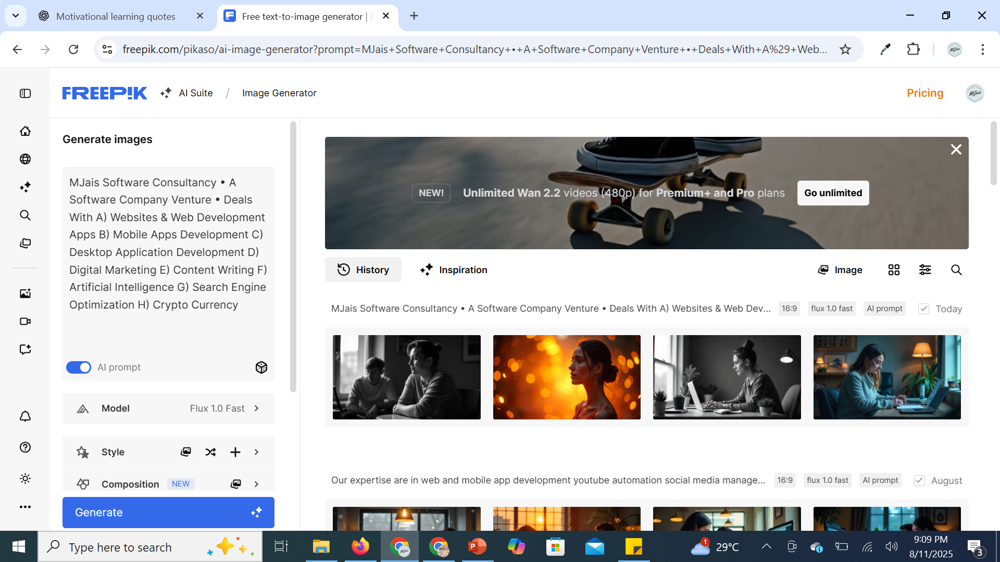 Motivational learning quotes
Free text-to-image generator |
freepik.com/pikaso/ai-image-generator?prompt=MJais+Software+Consultancy+•+A+Software+Company+Venture+•+Deals+With+A%29+Web...
FREEPIK
AI Suite / Image Generator
Pricing
Generate images
MJais Software Consultancy • A
Software Company Venture • Deals
With A) Websites & Web Development
Apps B) Mobile Apps Development C)
Desktop Application Development D)
Digital Marketing E) Content Writing F)
Artificial Intelligence G) Search Engine
Optimization H) Crypto Currency
AI prompt
Model Flux 1.0 Fast
Style
Composition NEW
Generate
NEW! Unlimited Wan 2.2 videos (480p) for Premium+ and Pro plans Go unlimited
History Inspiration Image
MJais Software Consultancy • A Software Company Venture • Deals With A) Websites & Web Dev... 16:9 flux 1.0 fast AI prompt Today
Our expertise are in web and mobile app development youtube automation social media manage... 16:9 flux 1.0 fast AI prompt August
Type here to search
1
29°C
9:09 PM
8/11/2025
3